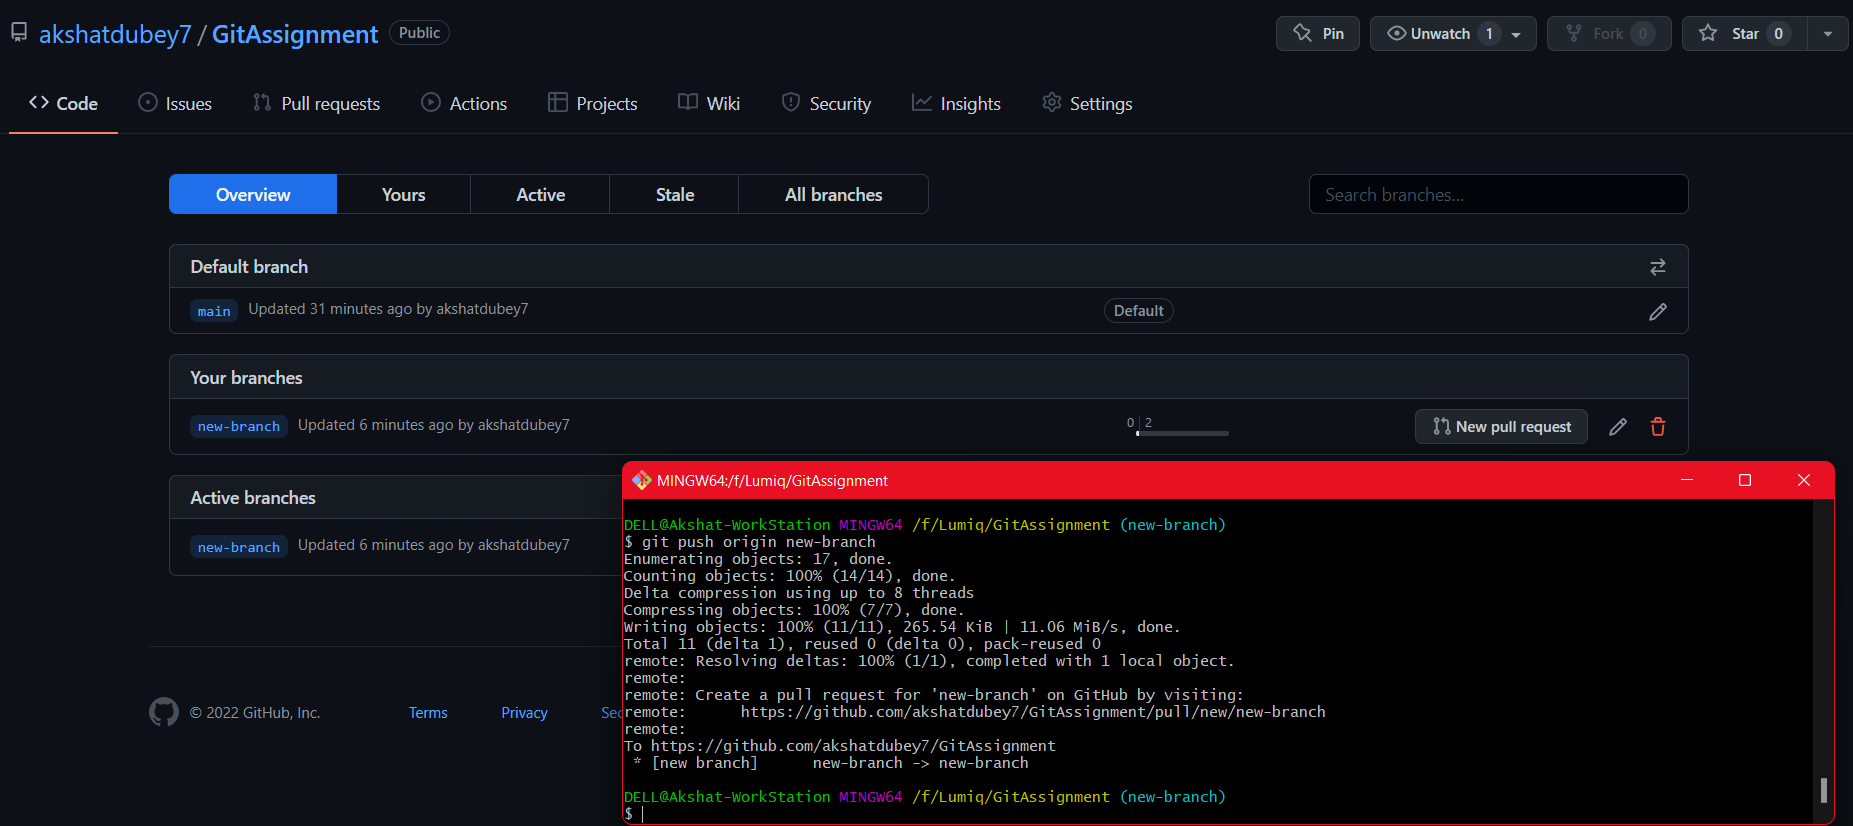 akshatdubey7 / GitAssignment Public Pin Unwatch 1 Fork 0 Star 0
Code Issues Pull requests Actions Projects Wiki Security Insights Settings
Overview Yours Active Stale All branches Search branches...
Default branch
main Updated 31 minutes ago by akshatdubey7 Default
Your branches
new-branch Updated 6 minutes ago by akshatdubey7 0 2 New pull request
Active branches
new-branch Updated 6 minutes ago by akshatdubey7
© 2022 GitHub, Inc. Terms Privacy
MINGW64:/f/Lumiq/GitAssignment
DELL@Akshat-WorkStation MINGW64 /f/Lumiq/GitAssignment (new-branch)
$ git push origin new-branch
Enumerating objects: 17, done.
Counting objects: 100% (14/14), done.
Delta compression using up to 8 threads
Compressing objects: 100% (7/7), done.
Writing objects: 100% (11/11), 265.54 KiB | 11.06 MiB/s, done.
Total 11 (delta 1), reused 0 (delta 0), pack-reused 0
remote: Resolving deltas: 100% (1/1), completed with 1 local object.
remote:
remote: Create a pull request for 'new-branch' on GitHub by visiting:
remote:      https://github.com/akshatdubey7/GitAssignment/pull/new/new-branch
remote:
To https://github.com/akshatdubey7/GitAssignment
 * [new branch]      new-branch -> new-branch
DELL@Akshat-WorkStation MINGW64 /f/Lumiq/GitAssignment (new-branch)
$